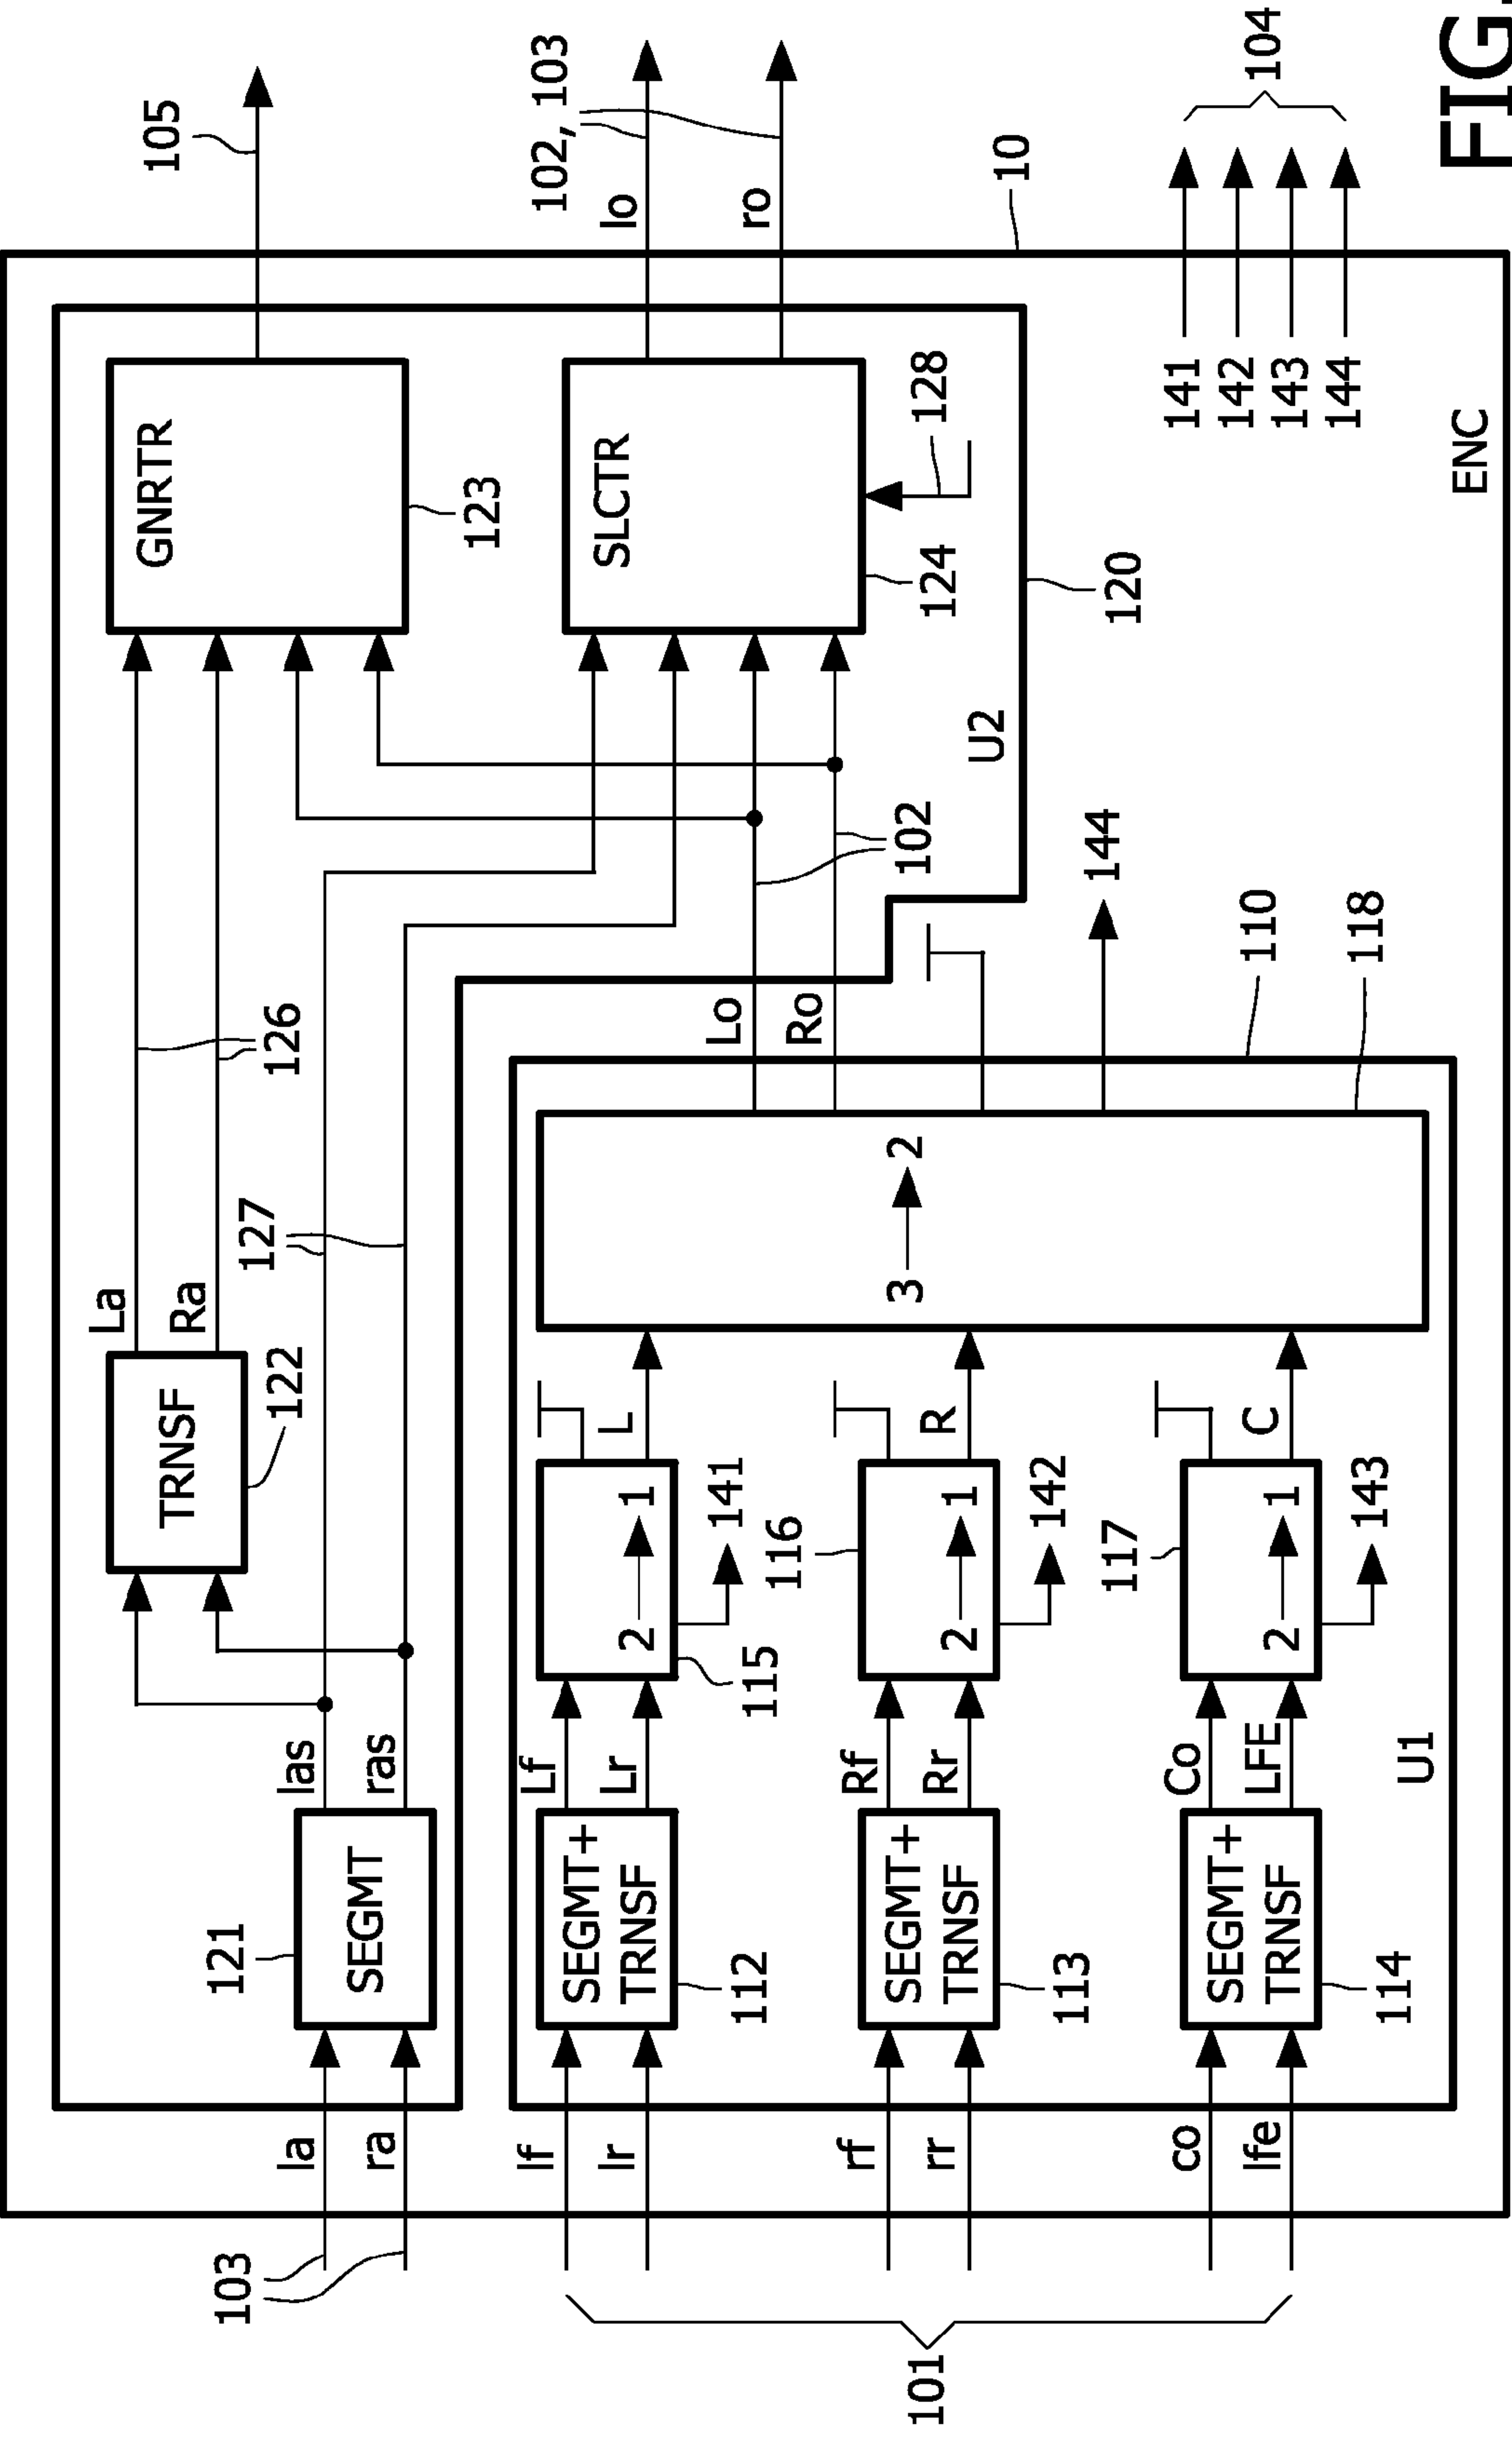 103
la
ra
121
SEGMT
las
ras
TRNSF
122
La
Ra
127
126
GNRTR
123
105
SLCTR
124
128
102, 103
lo
ro
U2
120
102
Lo
Ro
101
lf
lr
rf
rr
co
lfe
SEGMT+
TRNSF
112
SEGMT+
TRNSF
113
SEGMT+
TRNSF
114
Lf
Lr
Rf
Rr
Co
LFE
2 1
115
141
L
2 1
116
142
R
2 1
117
143
C
3 2
144
118
110
U1
10
141
142
143
144
104
ENC
FIG.